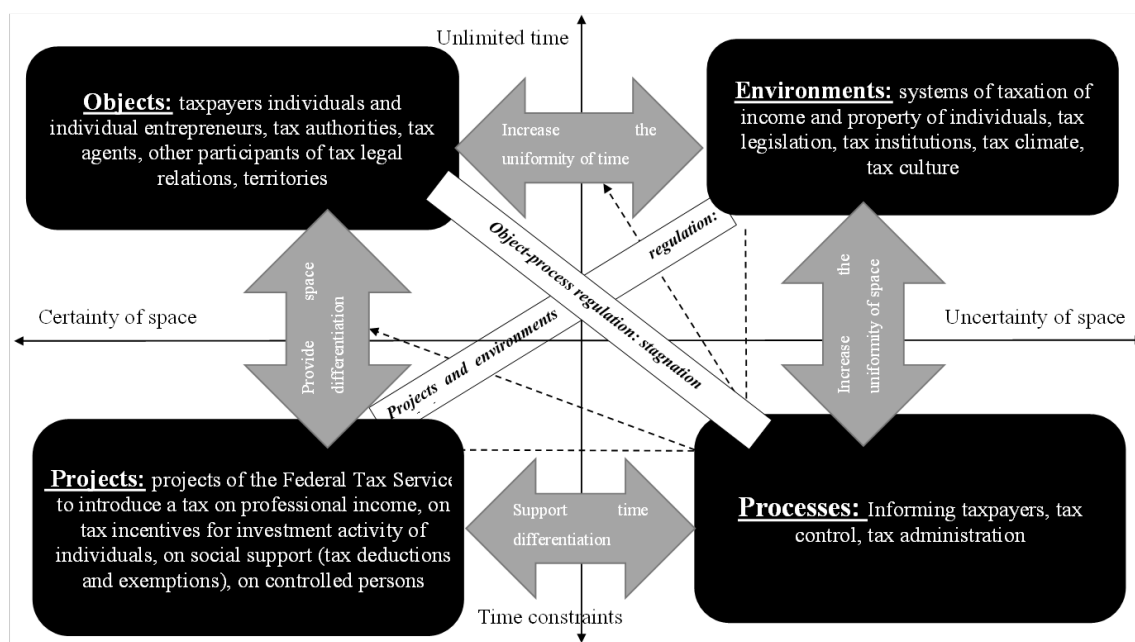 Unlimited time
Objects: taxpayers individuals and
individual entrepreneurs, tax authorities, tax
agents, other participants of tax legal
relations, territories
Increase the
uniformity of time
Environments: systems of taxation of
income and property of individuals, tax
legislation, tax institutions, tax climate,
tax culture
Object-process regulation: stagnation
Projects and environments regulation:
Provide space
differentiation
Increase the
uniformity of space
Certainty of space
Uncertainty of space
Projects: projects of the Federal Tax Service
to introduce a tax on professional income, on
tax incentives for investment activity of
individuals, on social support (tax deductions
and exemptions), on controlled persons
Support time
differentiation
Processes: Informing taxpayers, tax
control, tax administration
Time constraints